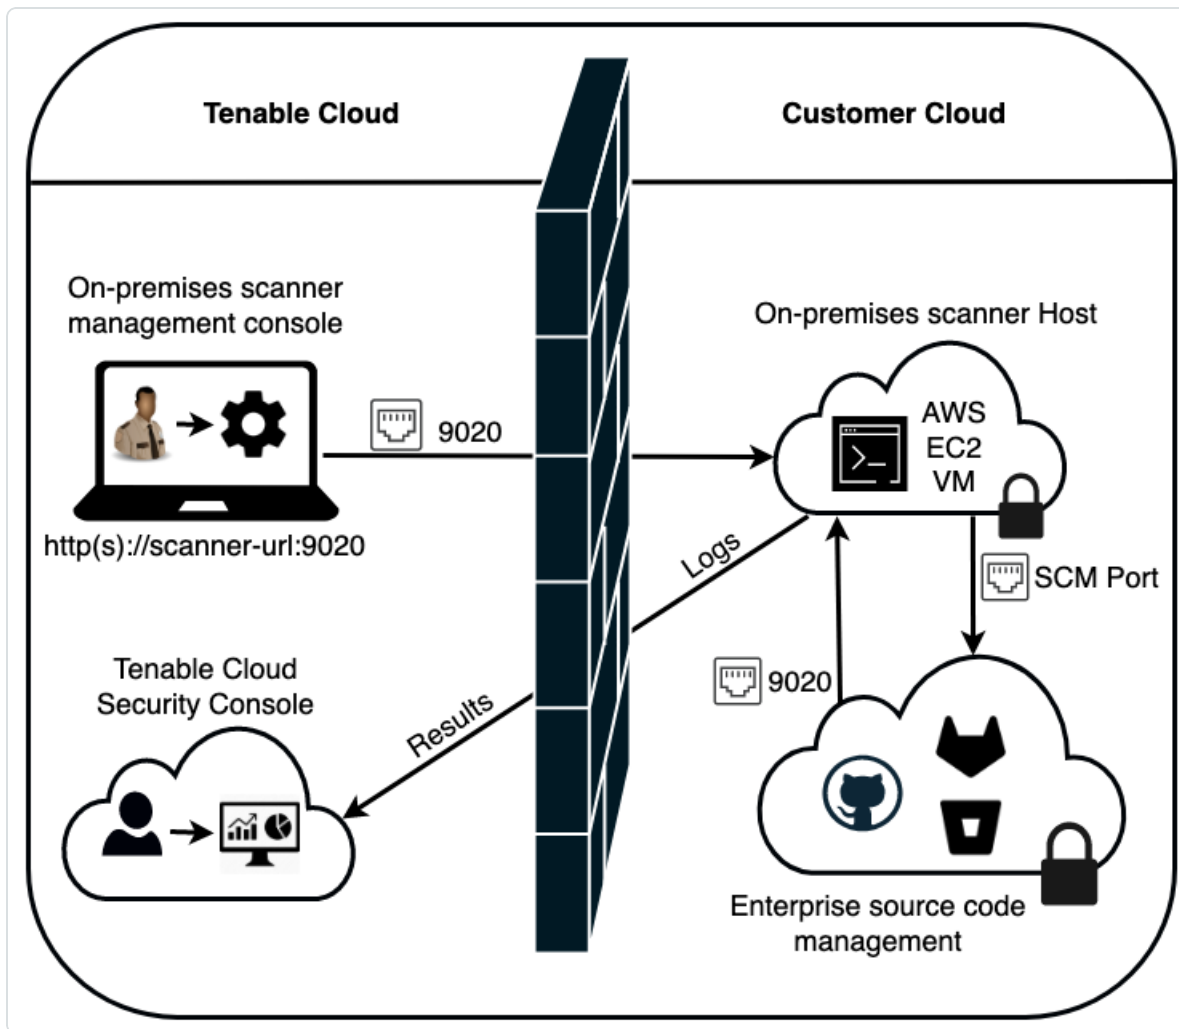 Tenable Cloud
Customer Cloud
On-premises scanner
management console
9020
http(s)://scanner-url:9020
On-premises scanner Host
AWS
EC2
VM
Logs
SCM Port
9020
Tenable Cloud
Security Console
Results
Enterprise source code
management